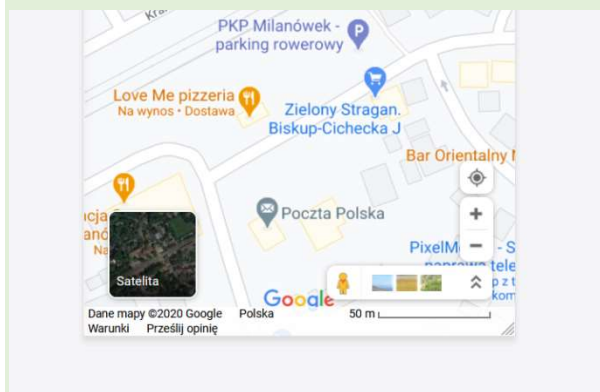 PKP Milanówek -
parking rowerowy
P
Love Me pizzeria
Na wynos • Dostawa
Zielony Stragan.
Biskup-Cichecka J
Bar Orientalny
Poczta Polska
Satelita
Google
Dane mapy ©2020 Google Polska 50 m
Warunki Prześlij opinię